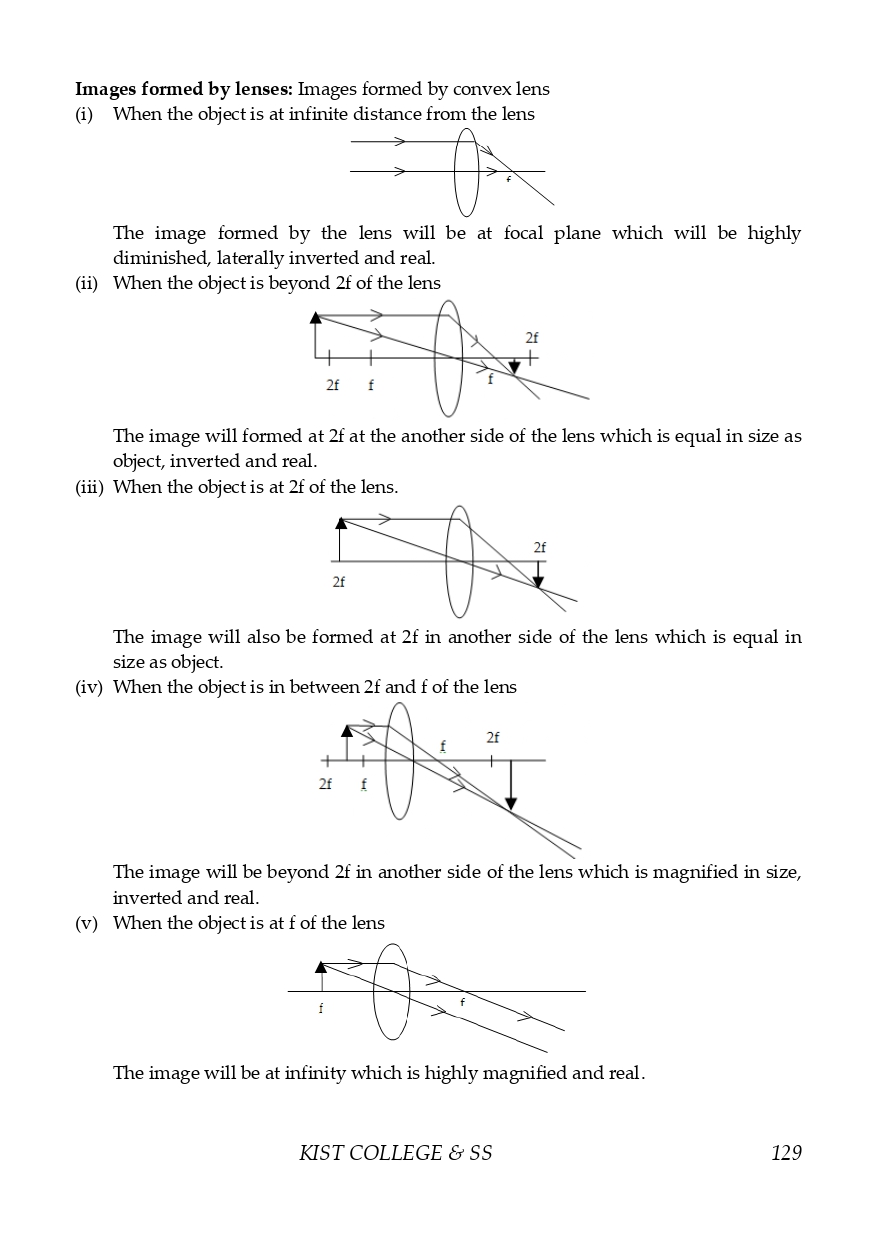 Images formed by lenses: Images formed by convex lens
(i) When the object is at infinite distance from the lens
f
The image formed by the lens will be at focal plane which will be highly
diminished, laterally inverted and real.
(ii) When the object is beyond 2f of the lens
2f
f
2f f
The image will formed at 2f at the another side of the lens which is equal in size as
object, inverted and real.
(iii) When the object is at 2f of the lens.
2f
2f
The image will also be formed at 2f in another side of the lens which is equal in
size as object.
(iv) When the object is in between 2f and f of the lens
f 2f
2f f
The image will be beyond 2f in another side of the lens which is magnified in size,
inverted and real.
(v) When the object is at f of the lens
f f
The image will be at infinity which is highly magnified and real.
KIST COLLEGE & SS 129